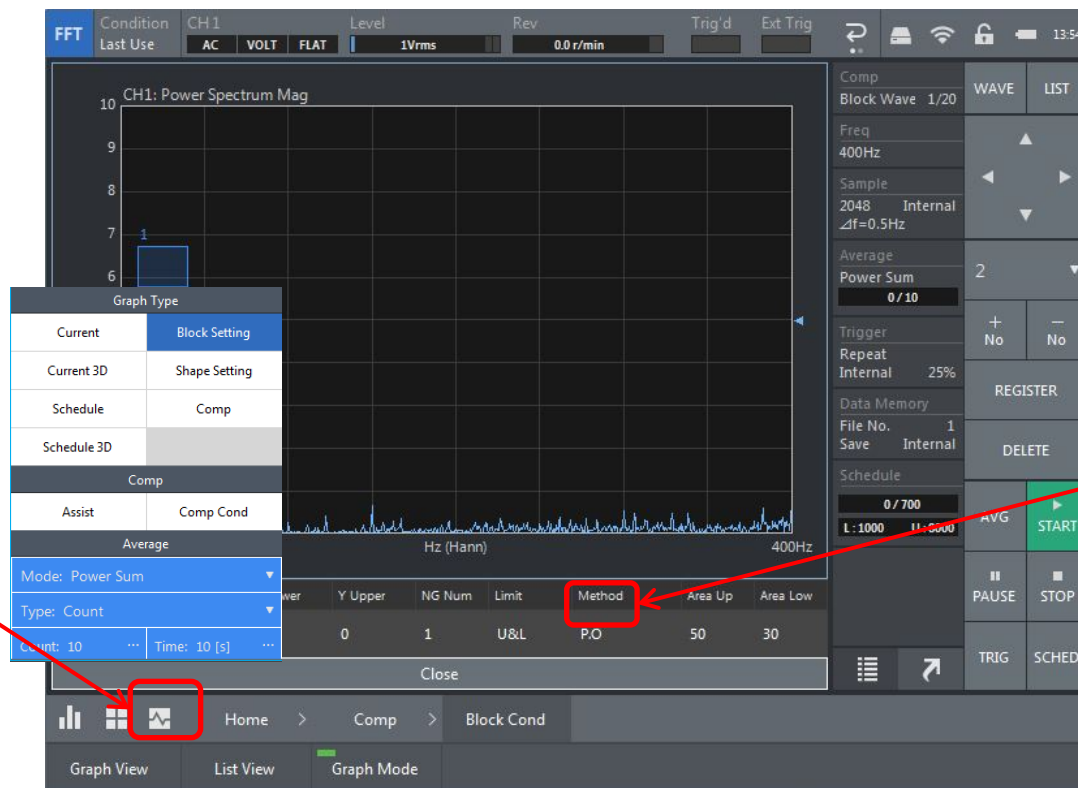 FFT
Condition
Last Use
CH1
AC VOLT FLAT
Level
1Vrms
Rev
0.0 r/min
Trig'd
Ext Trig
13:54
CH1: Power Spectrum Mag
10
9
8
7
6
1
Hz (Hann)
400Hz
Graph Type
Current Block Setting
Current 3D Shape Setting
Schedule Comp
Schedule 3D
Comp
Assist Comp Cond
Average
Mode: Power Sum
Type: Count
Count: 10 ... Time: 10 [s] ...
wer Y Upper NG Num Limit Method Area Up Area Low
0 1 U&L P.O 50 30
Close
Home > Comp > Block Cond
Graph View List View Graph Mode
Comp
Block Wave 1/20
Freq
400Hz
Sample
2048 Internal
⊿f=0.5Hz
Average
Power Sum
0/10
Trigger
Repeat
Internal 25%
Data Memory
File No. 1
Save Internal
Schedule
0/700
L:1000 U:8000
WAVE LIST
2
+ −
No No
REGISTER
DELETE
AVG START
PAUSE STOP
TRIG SCHED